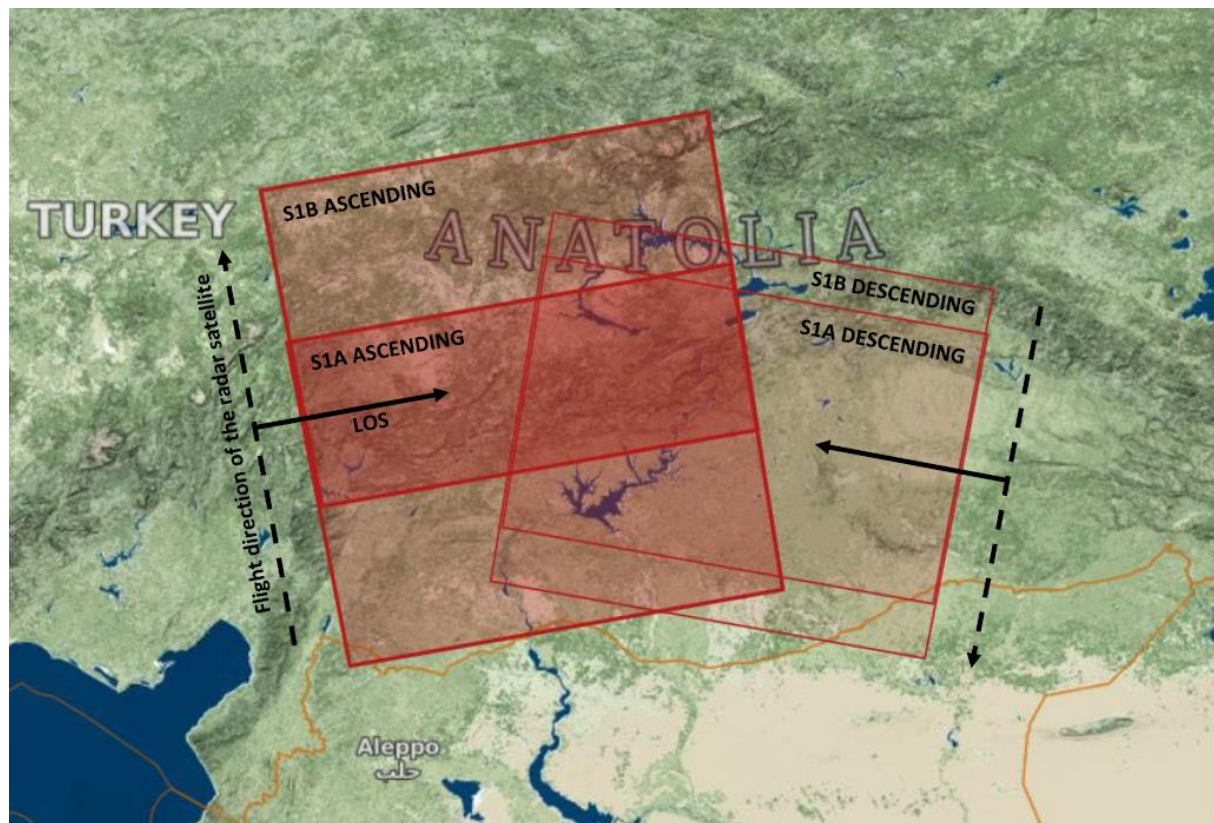 S1B ASCENDING
TURKEY
ANATOLIA
S1B DESCENDING
S1A DESCENDING
S1A ASCENDING
Flight direction of the radar satellite
LOS
Aleppo
حلب